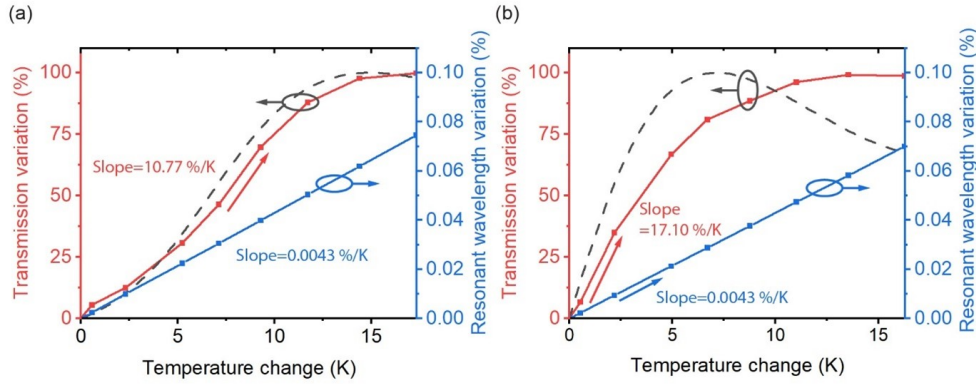 (a)
Transmission variation (%)
100
75
50
25
0
Slope=10.77 %/K
Slope=0.0043 %/K
0.10
0.08
0.06
0.04
0.02
0.00
Resonant wavelength variation (%)
0
5
10
15
Temperature change (K)
(b)
Transmission variation (%)
100
75
50
25
0
Slope
=17.10 %/K
Slope=0.0043 %/K
0.10
0.08
0.06
0.04
0.02
0.00
Resonant wavelength variation (%)
0
5
10
15
Temperature change (K)